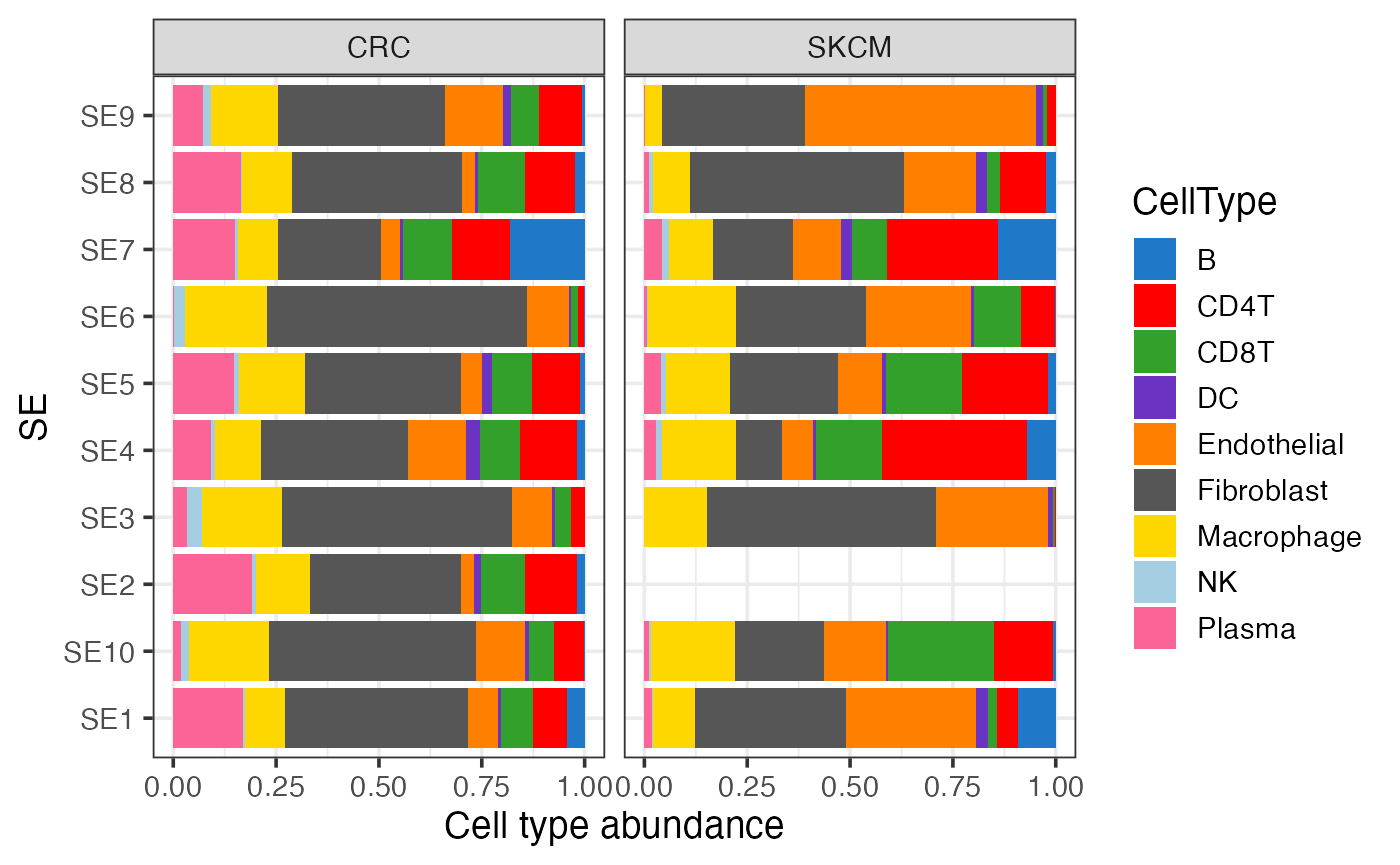 CRC
SKCM
SE9
SE8
SE7
SE6
SE5
SE4
SE3
SE2
SE10
SE1
SE
0.00 0.25 0.50 0.75 1.00
0.00 0.25 0.50 0.75 1.00
Cell type abundance
CellType
B
CD4T
CD8T
DC
Endothelial
Fibroblast
Macrophage
NK
Plasma